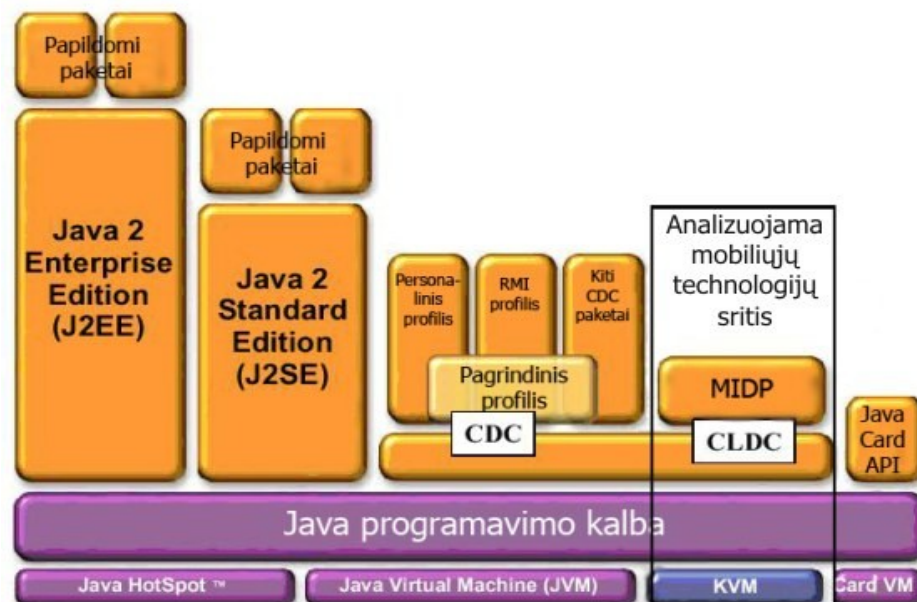 Papildomi
paketai
Papildomi
paketai
Java 2
Enterprise
Edition
(J2EE)
Java 2
Standard
Edition
(J2SE)
Persona-
linis
profilis
RMI
profilis
Kiti
CDC
paketai
Pagrindinis
profilis
CDC
Analizuojama
mobiliųjų
technologijų
sritis
MIDP
CLDC
Java
Card
API
Java programavimo kalba
Java HotSpot ™
Java Virtual Machine (JVM)
KVM
Card VM